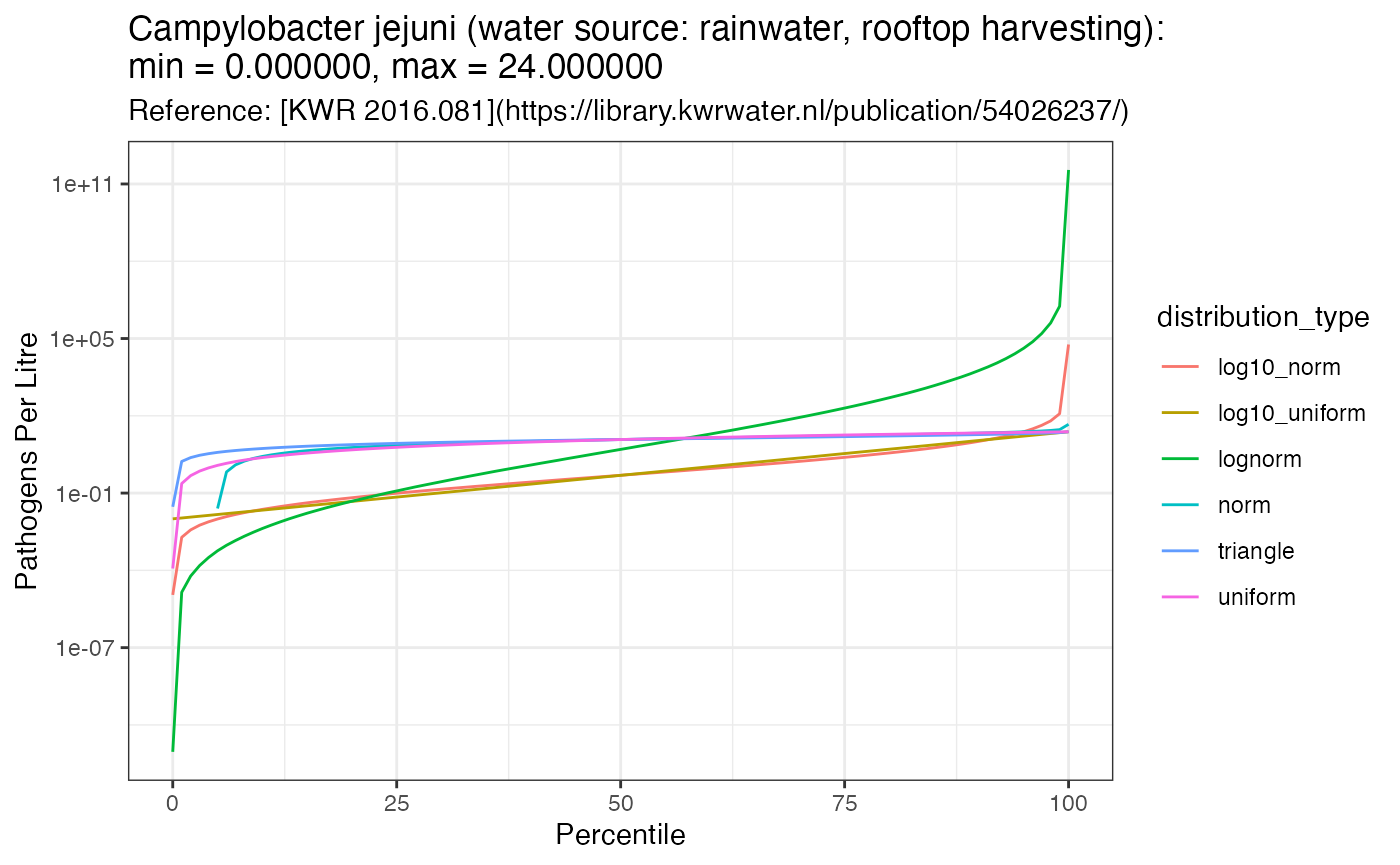 Campylobacter jejuni (water source: rainwater, rooftop harvesting):
min = 0.000000, max = 24.000000
Reference: [KWR 2016.081](https://library.kwrwater.nl/publication/54026237/)
Pathogens Per Litre
1e+11
1e+05
1e-01
1e-07
0 25 50 75 100
Percentile
distribution_type
log10_norm
log10_uniform
lognorm
norm
triangle
uniform